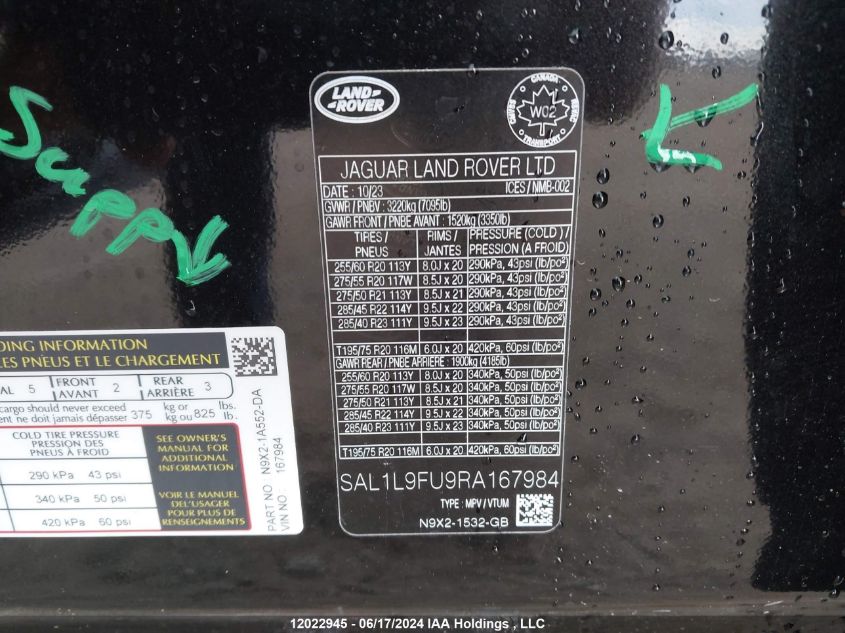 Supp
LAND
ROVER
CANADA
W02
TRANSPORT
JAGUAR LAND ROVER LTD
DATE : 10/23 ICES / NMB-002
GVWR / PNBV : 3220kg (7095lb)
GAWR FRONT / PNBE AVANT : 1520kg (3350lb)
TIRES / PNEUS RIMS / JANTES PRESSURE (COLD) / PRESSION (A FROID)
255/60 R20 113Y 8.0J x 20 290kPa, 43psi (lb/po²)
275/55 R20 117W 8.5J x 20 290kPa, 43psi (lb/po²)
275/50 R21 113Y 8.5J x 21 290kPa, 43psi (lb/po²)
285/45 R22 114Y 9.5J x 22 290kPa, 43psi (lb/po²)
285/40 R23 111Y 9.5J x 23 290kPa, 43psi (lb/po²)
T195/75 R20 116M 6.0J x 20 420kPa, 60psi (lb/po²)
GAWR REAR / PNBE ARRIERE : 1900kg (4185lb)
255/60 R20 113Y 8.0J x 20 340kPa, 50psi (lb/po²)
275/55 R20 117W 8.5J x 20 340kPa, 50psi (lb/po²)
275/50 R21 113Y 8.5J x 21 340kPa, 50psi (lb/po²)
285/45 R22 114Y 9.5J x 22 340kPa, 50psi (lb/po²)
285/40 R23 111Y 9.5J x 23 340kPa, 50psi (lb/po²)
T195/75 R20 116M 6.0J x 20 420kPa, 60psi (lb/po²)
SAL1L9FU9RA167984
TYPE : MPV / VTUM
N9X2-1532-GB
DING INFORMATION
LES PNEUS ET LE CHARGEMENT
AL 5 FRONT AVANT 2 REAR ARRIÈRE 3
cargo should never exceed 375 kg or 825 lbs.
ent ne doit jamais dépasser kg ou lb.
COLD TIRE PRESSURE
PRESSION DES
PNEUS À FROID
290 kPa 43 psi
340 kPa 50 psi
420 kPa 60 psi
SEE OWNER'S
MANUAL FOR
ADDITIONAL
INFORMATION
VOIR LE MANUEL
DE L'USAGER
POUR PLUS DE
RENSEIGNEMENTS
PART NO N9X2-1A552-DA
VIN NO 167984
12022945 - 06/17/2024 IAA Holdings , LLC